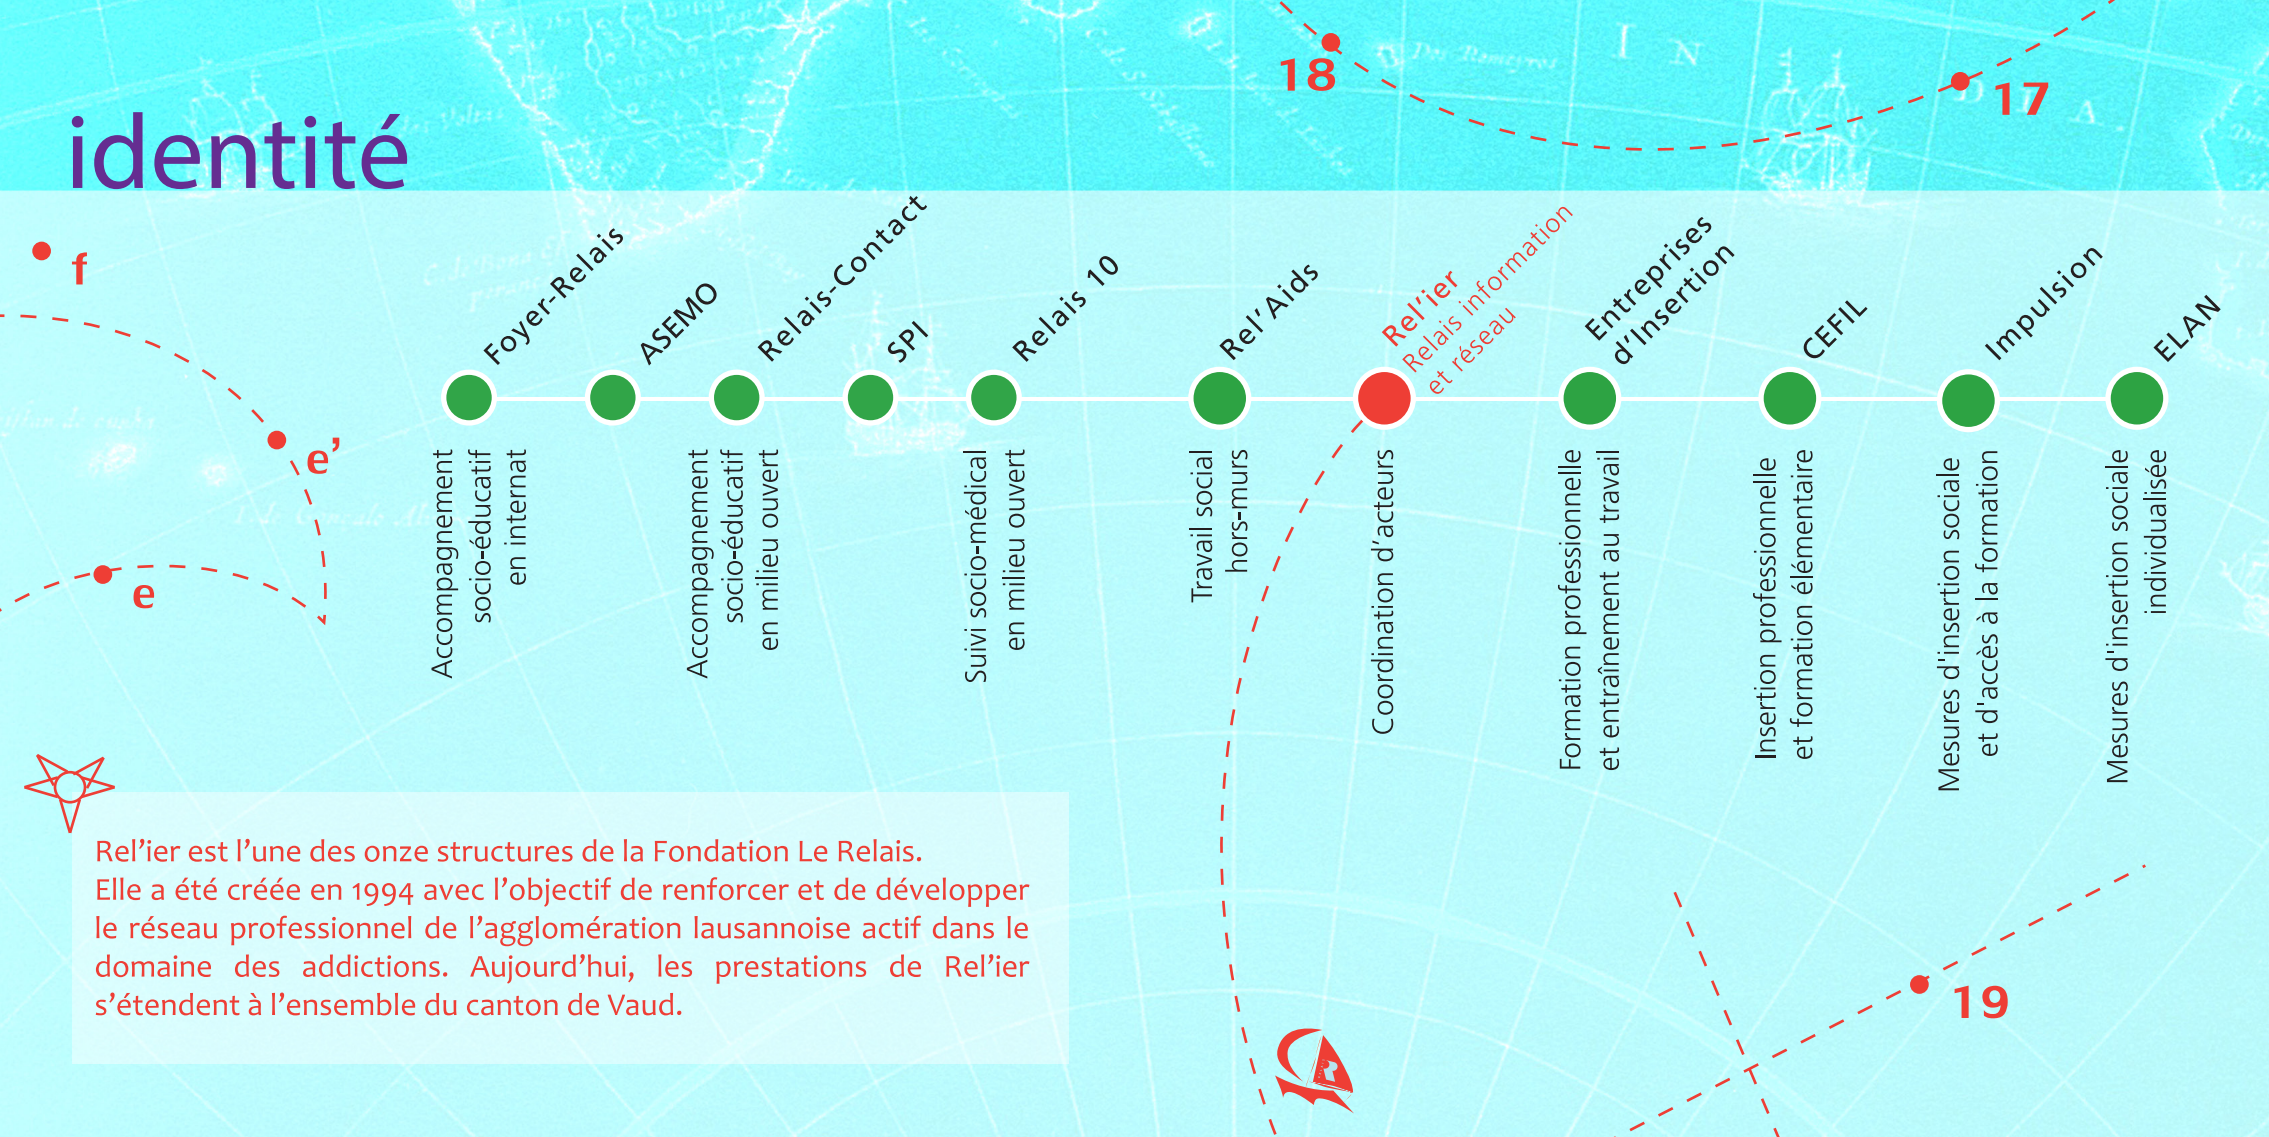 identité
18
17
f
e’
e
Foyer-Relais
ASEMO
Relais-Contact
SPI
Relais 10
Rel’Aids
Rel’ier
Relais information
et réseau
Entreprises
d’Insertion
CEFIL
Impulsion
ELAN
Accompagnement
socio-éducatif
en internat
Accompagnement
socio-éducatif
en milieu ouvert
Suivi socio-médical
en milieu ouvert
Travail social
hors-murs
Coordination d’acteurs
Formation professionnelle
et entraînement au travail
Insertion professionnelle
et formation élémentaire
Mesures d'insertion sociale
et d'accès à la formation
Mesures d'insertion sociale
individualisée
Rel’ier est l’une des onze structures de la Fondation Le Relais.
Elle a été créée en 1994 avec l’objectif de renforcer et de développer
le réseau professionnel de l’agglomération lausannoise actif dans le
domaine des addictions. Aujourd’hui, les prestations de Rel’ier
s’étendent à l’ensemble du canton de Vaud.
19
R